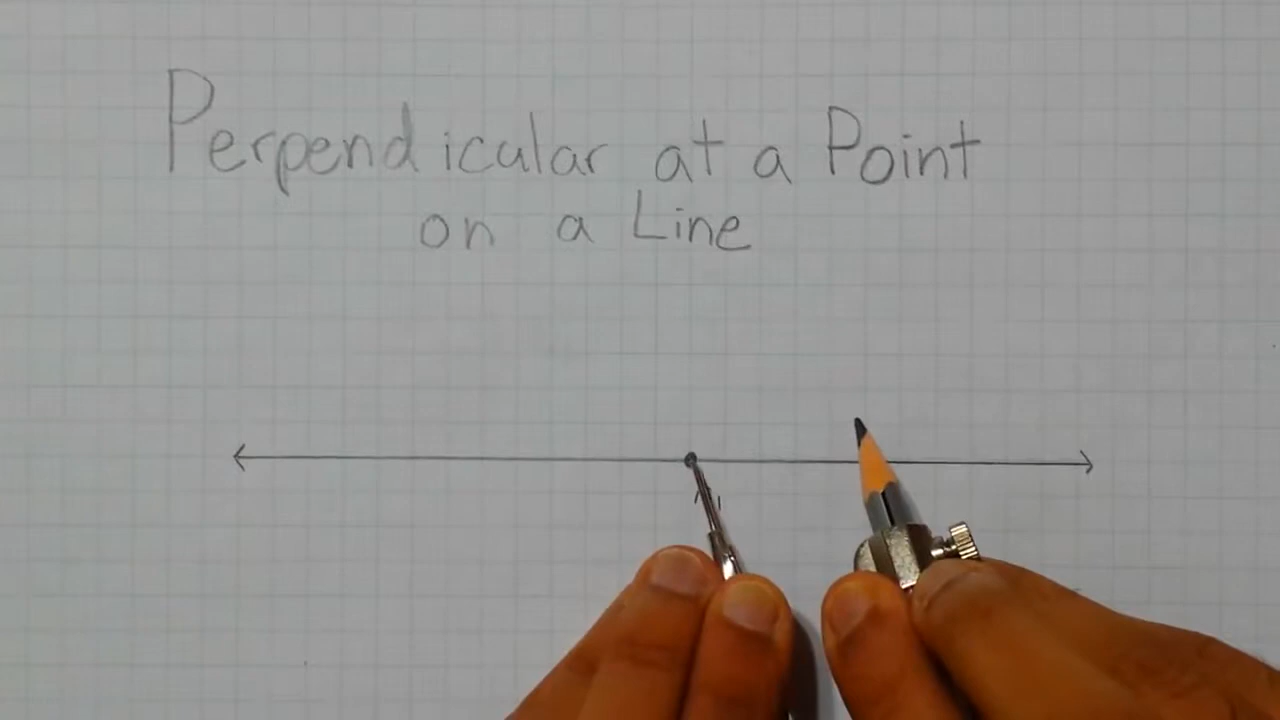 Perpendicular at a Point
on a Line